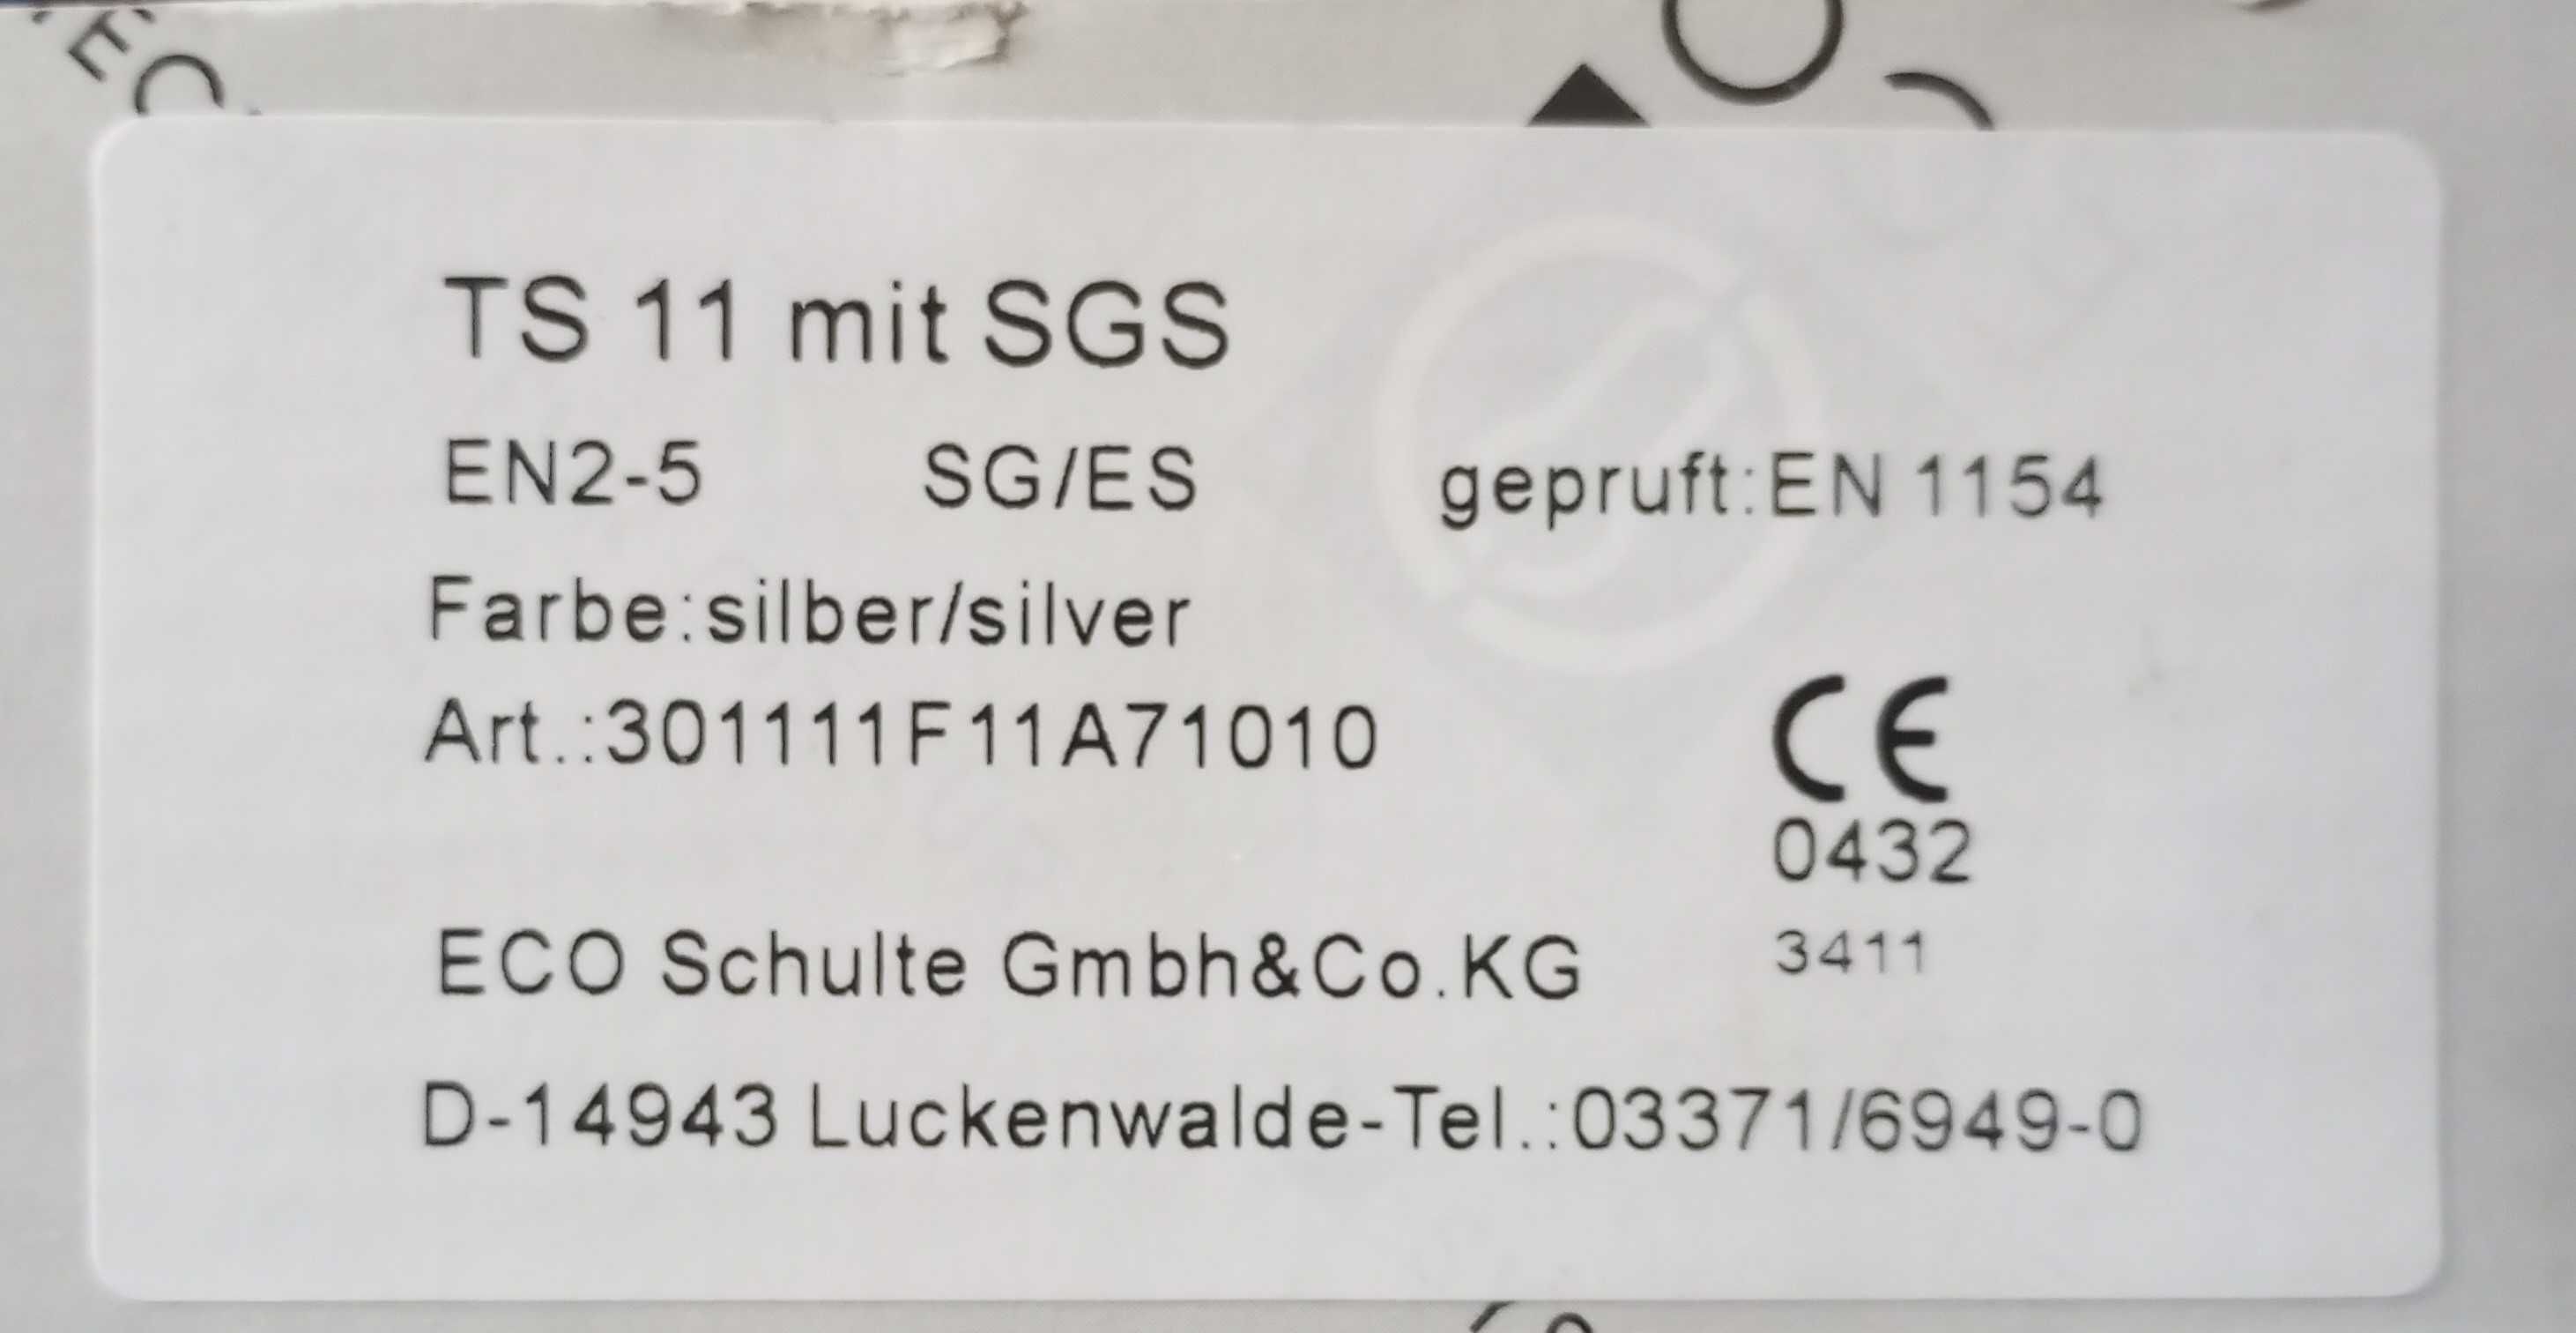 TS 11 mit SGS
EN2-5 SG/ES gepruft:EN 1154
Farbe:silber/silver
Art.:301111F11A71010
CE
0432
ECO Schulte Gmbh&Co.KG 3411
D-14943 Luckenwalde-Tel.:03371/6949-0